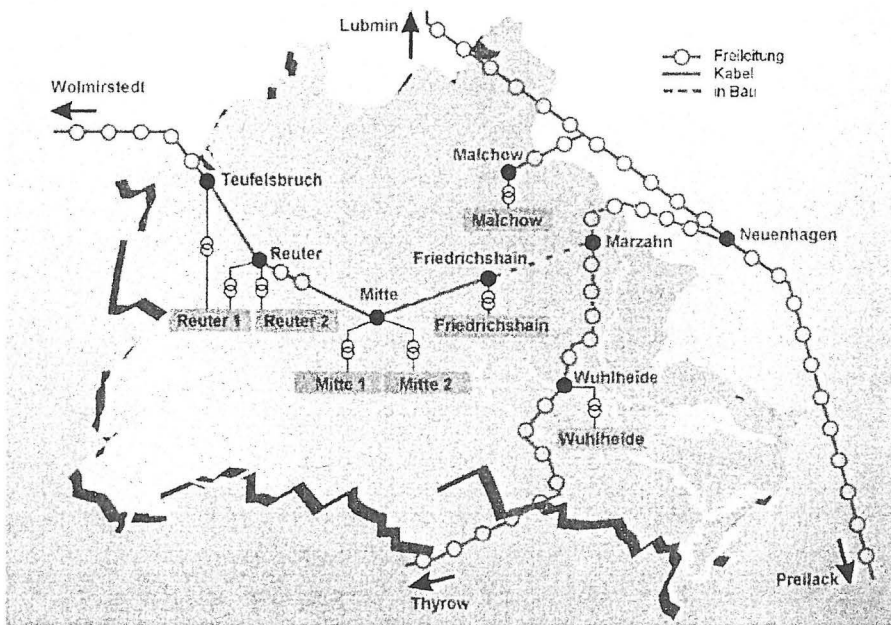 Lubmin
Freileitung
Kabel
in Bau
Wolmirstedt
Malchow
Teufelsbruch
Malchow
Neuenhagen
Marzahn
Reuter
Friedrichshain
Mitte
Reuter 1
Reuter 2
Friedrichshain
Mitte 1
Mitte 2
Wuhlheide
Wuhlheide
Preilack
Thyrow